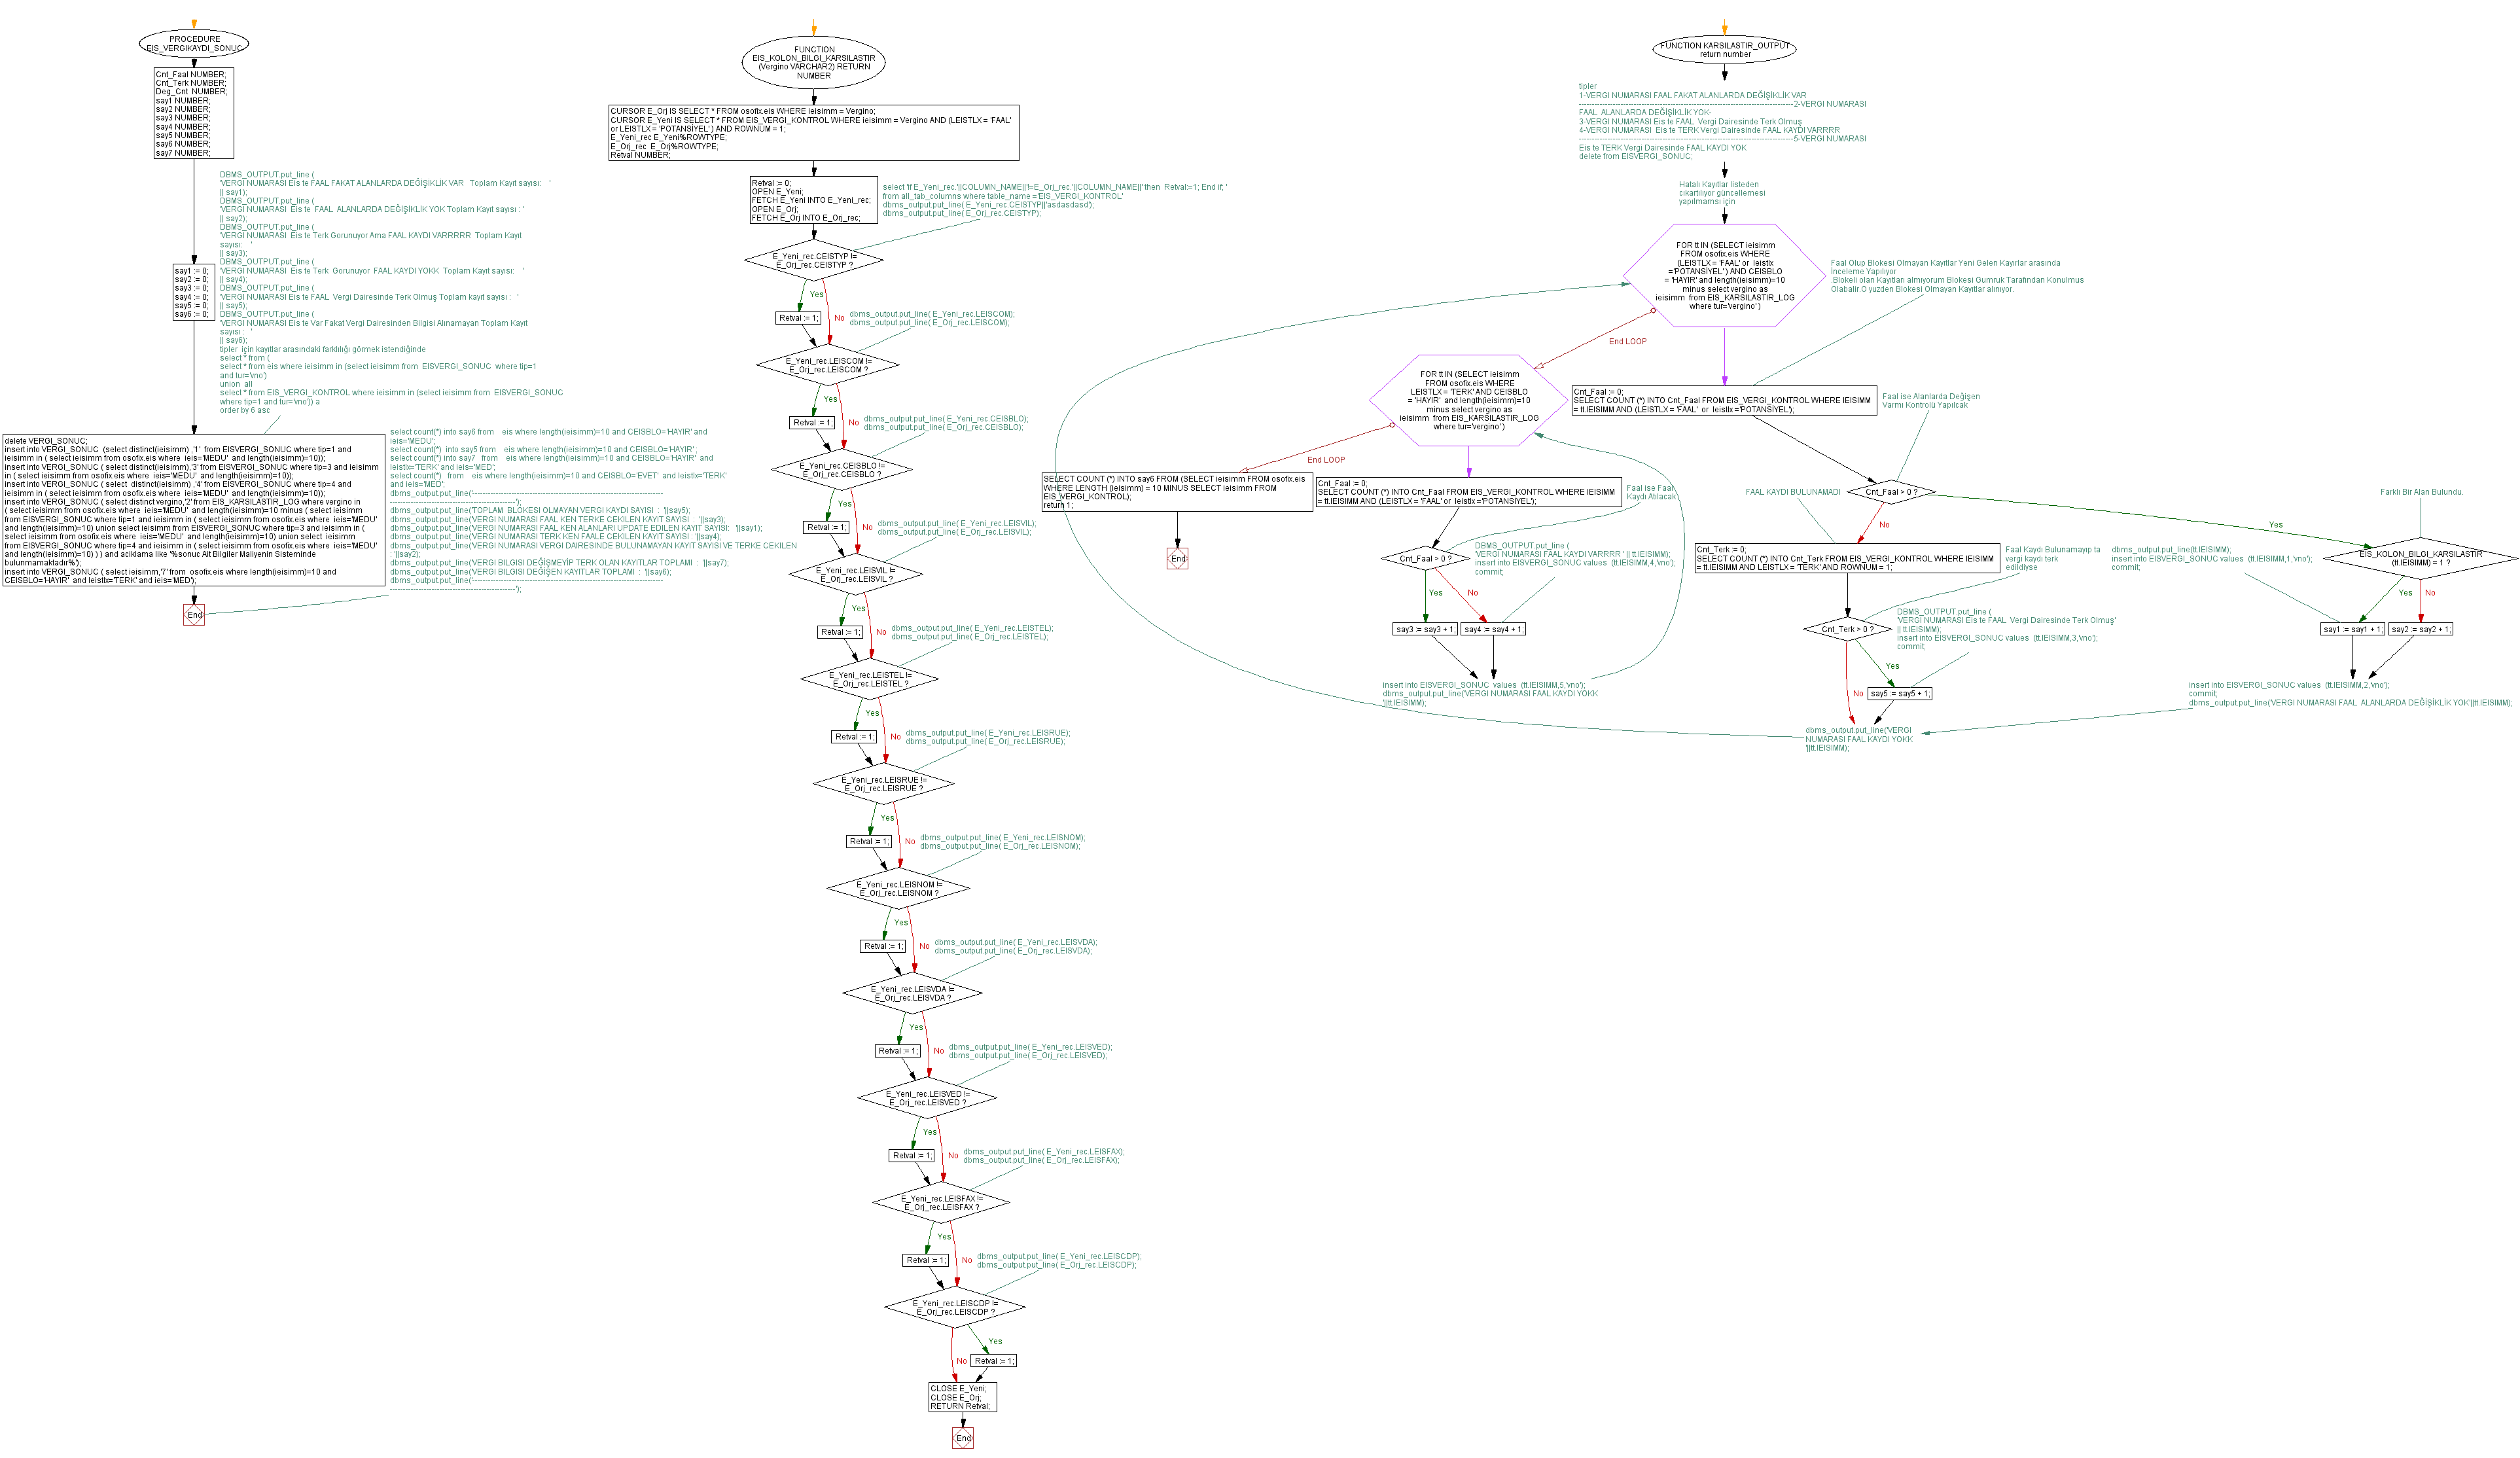 PROCEDURE
EIS_VERGIKAYDI_SONUC
Cnt_Faal NUMBER;
Cnt_Terk NUMBER;
Deg_Cnt NUMBER;
say1 NUMBER;
say2 NUMBER;
say3 NUMBER;
say4 NUMBER;
say5 NUMBER;
say6 NUMBER;
say7 NUMBER;
DBMS_OUTPUT.put_line (
'VERGI NUMARASI Eis te FAAL FAKAT ALANLARDA DEĞİŞİKLİK VAR Toplam Kayıt sayısı: '
|| say1);
DBMS_OUTPUT.put_line (
'VERGI NUMARASI Eis te FAAL ALANLARDA DEĞİŞİKLİK YOK Toplam Kayıt sayısı : '
|| say2);
DBMS_OUTPUT.put_line (
'VERGI NUMARASI Eis te Terk Gorunuyor Ama FAAL KAYDI VARRRRR Toplam Kayıt
sayısı: '
|| say3);
DBMS_OUTPUT.put_line (
'VERGI NUMARASI Eis te Terk Gorunuyor FAAL KAYDI YOKK Toplam Kayıt sayısı: '
|| say4);
DBMS_OUTPUT.put_line (
'VERGI NUMARASI Eis te FAAL Vergi Dairesinde Terk Olmuş Toplam kayıt sayısı : '
|| say5);
DBMS_OUTPUT.put_line (
'VERGI NUMARASI Eis te Var Fakat Vergi Dairesinden Bilgisi Alınamayan Toplam Kayıt
sayısı : '
|| say6);
tipler için kayıtlar arasındaki farklılığı görmek istendiğinde
select * from (
select * from eis where ieisimm in (select ieisimm from EISVERGI_SONUC where tip=1
and tur='vno')
union all
select * from EIS_VERGI_KONTROL where ieisimm in (select ieisimm from EISVERGI_SONUC
where tip=1 and tur='vno')) a
order by 6 asc
say1 := 0;
say2 := 0;
say3 := 0;
say4 := 0;
say5 := 0;
say6 := 0;
delete VERGI_SONUC;
insert into VERGI_SONUC (select distinct(ieisimm) ,'1' from EISVERGI_SONUC where tip=1 and
ieisimm in ( select ieisimm from osofix.eis where ieis='MEDU' and length(ieisimm)=10));
insert into VERGI_SONUC ( select distinct(ieisimm),'3' from EISVERGI_SONUC where tip=3 and ieisimm
in ( select ieisimm from osofix.eis where ieis='MEDU' and length(ieisimm)=10));
insert into VERGI_SONUC ( select distinct(ieisimm) ,'4' from EISVERGI_SONUC where tip=4 and
ieisimm in ( select ieisimm from osofix.eis where ieis='MEDU' and length(ieisimm)=10));
insert into VERGI_SONUC ( select distinct vergino,'2' from EIS_KARSILASTIR_LOG where vergino in
( select ieisimm from osofix.eis where ieis='MEDU' and length(ieisimm)=10 minus ( select ieisimm
from EISVERGI_SONUC where tip=1 and ieisimm in ( select ieisimm from osofix.eis where ieis='MEDU'
and length(ieisimm)=10) union select ieisimm from EISVERGI_SONUC where tip=3 and ieisimm in (
select ieisimm from osofix.eis where ieis='MEDU' and length(ieisimm)=10) union select ieisimm
from EISVERGI_SONUC where tip=4 and ieisimm in ( select ieisimm from osofix.eis where ieis='MEDU'
and length(ieisimm)=10) ) ) and aciklama like '%sonuc Alt Bilgiler Maliyenin Sisteminde
bulunmamaktadır%');
insert into VERGI_SONUC ( select ieisimm,'7' from osofix.eis where length(ieisimm)=10 and
CEISBLO='HAYIR' and leistlx='TERK' and ieis='MED');
select count(*) into say6 from eis where length(ieisimm)=10 and CEISBLO='HAYIR' and
ieis='MEDU';
select count(*) into say5 from eis where length(ieisimm)=10 and CEISBLO='HAYIR' ;
select count(*) into say7 from eis where length(ieisimm)=10 and CEISBLO='HAYIR' and
leistlx='TERK' and ieis='MED';
select count(*) from eis where length(ieisimm)=10 and CEISBLO='EVET' and leistlx='TERK'
and ieis='MED';
dbms_output.put_line('------------------------------------------------------------------------
------------------------------------------------');
dbms_output.put_line('TOPLAM BLOKESI OLMAYAN VERGI KAYDI SAYISI : '||say5);
dbms_output.put_line('VERGI NUMARASI FAAL KEN TERKE CEKILEN KAYIT SAYISI : '||say3);
dbms_output.put_line('VERGI NUMARASI FAAL KEN ALANLARI UPDATE EDILEN KAYIT SAYISI: '||say1);
dbms_output.put_line('VERGI NUMARASI TERK KEN FAALE CEKILEN KAYIT SAYISI : '||say4);
dbms_output.put_line('VERGI NUMARASI VERGI DAIRESINDE BULUNAMAYAN KAYIT SAYISI VE TERKE CEKILEN
: '||say2);
dbms_output.put_line('VERGI BILGISI DEĞİŞMEYİP TERK OLAN KAYITLAR TOPLAMI : '||say7);
dbms_output.put_line('VERGI BILGISI DEĞİŞEN KAYITLAR TOPLAMI : '||say6);
dbms_output.put_line('------------------------------------------------------------------------
------------------------------------------------');
End
FUNCTION
EIS_KOLON_BILGI_KARSILASTIR
(Vergino VARCHAR2) RETURN
NUMBER
CURSOR E_Orj IS SELECT * FROM osofix.eis WHERE ieisimm = Vergino;
CURSOR E_Yeni IS SELECT * FROM EIS_VERGI_KONTROL WHERE ieisimm = Vergino AND (LEISTLX = 'FAAL'
or LEISTLX = 'POTANSİYEL') AND ROWNUM = 1;
E_Yeni_rec E_Yeni%ROWTYPE;
E_Orj_rec E_Orj%ROWTYPE;
Retval NUMBER;
Retval := 0;
OPEN E_Yeni;
FETCH E_Yeni INTO E_Yeni_rec;
OPEN E_Orj;
FETCH E_Orj INTO E_Orj_rec;
select 'if E_Yeni_rec.'||COLUMN_NAME||'!=E_Orj_rec.'||COLUMN_NAME||' then Retval:=1; End if; '
from all_tab_columns where table_name ='EIS_VERGI_KONTROL'
dbms_output.put_line( E_Yeni_rec.CEISTYP||'asdasdasd');
dbms_output.put_line( E_Orj_rec.CEISTYP);
E_Yeni_rec.CEISTYP !=
E_Orj_rec.CEISTYP ?
Yes
Retval := 1;
No
dbms_output.put_line( E_Yeni_rec.LEISCOM);
dbms_output.put_line( E_Orj_rec.LEISCOM);
E_Yeni_rec.LEISCOM !=
E_Orj_rec.LEISCOM ?
Yes
Retval := 1;
No
dbms_output.put_line( E_Yeni_rec.CEISBLO);
dbms_output.put_line( E_Orj_rec.CEISBLO);
E_Yeni_rec.CEISBLO !=
E_Orj_rec.CEISBLO ?
Yes
Retval := 1;
No
dbms_output.put_line( E_Yeni_rec.LEISVIL);
dbms_output.put_line( E_Orj_rec.LEISVIL);
E_Yeni_rec.LEISVIL !=
E_Orj_rec.LEISVIL ?
Yes
Retval := 1;
No
dbms_output.put_line( E_Yeni_rec.LEISTEL);
dbms_output.put_line( E_Orj_rec.LEISTEL);
E_Yeni_rec.LEISTEL !=
E_Orj_rec.LEISTEL ?
Yes
Retval := 1;
No
dbms_output.put_line( E_Yeni_rec.LEISRUE);
dbms_output.put_line( E_Orj_rec.LEISRUE);
E_Yeni_rec.LEISRUE !=
E_Orj_rec.LEISRUE ?
Yes
Retval := 1;
No
dbms_output.put_line( E_Yeni_rec.LEISNOM);
dbms_output.put_line( E_Orj_rec.LEISNOM);
E_Yeni_rec.LEISNOM !=
E_Orj_rec.LEISNOM ?
Yes
Retval := 1;
No
dbms_output.put_line( E_Yeni_rec.LEISVDA);
dbms_output.put_line( E_Orj_rec.LEISVDA);
E_Yeni_rec.LEISVDA !=
E_Orj_rec.LEISVDA ?
Yes
Retval := 1;
No
dbms_output.put_line( E_Yeni_rec.LEISVED);
dbms_output.put_line( E_Orj_rec.LEISVED);
E_Yeni_rec.LEISVED !=
E_Orj_rec.LEISVED ?
Yes
Retval := 1;
No
dbms_output.put_line( E_Yeni_rec.LEISFAX);
dbms_output.put_line( E_Orj_rec.LEISFAX);
E_Yeni_rec.LEISFAX !=
E_Orj_rec.LEISFAX ?
Yes
Retval := 1;
No
dbms_output.put_line( E_Yeni_rec.LEISCDP);
dbms_output.put_line( E_Orj_rec.LEISCDP);
E_Yeni_rec.LEISCDP !=
E_Orj_rec.LEISCDP ?
Yes
No
Retval := 1;
CLOSE E_Yeni;
CLOSE E_Orj;
RETURN Retval;
End
FUNCTION KARSILASTIR_OUTPUT
return number
tipler
1-VERGI NUMARASI FAAL FAKAT ALANLARDA DEĞİŞİKLİK VAR
--------------------------------------------------------------------------------2-VERGI NUMARASI
FAAL ALANLARDA DEĞİŞİKLİK YOK-
3-VERGI NUMARASI Eis te FAAL Vergi Dairesinde Terk Olmuş
4-VERGI NUMARASI Eis te TERK Vergi Dairesinde FAAL KAYDI VARRRR
--------------------------------------------------------------------------------5-VERGI NUMARASI
Eis te TERK Vergi Dairesinde FAAL KAYDI YOK
delete from EISVERGI_SONUC;
Hatalı Kayıtlar listeden
cıkartılıyor güncellemesi
yapılmamsı için
FOR tt IN (SELECT ieisimm
FROM osofix.eis WHERE
(LEISTLX = 'FAAL' or leistlx
='POTANSİYEL' ) AND CEISBLO
= 'HAYIR' and length(ieisimm)=10
minus select vergino as
ieisimm from EIS_KARSILASTIR_LOG
where tur='vergino' )
Faal Olup Blokesi Olmayan Kayıtlar Yeni Gelen Kayırlar arasında
İnceleme Yapılıyor
.Blokeli olan Kayıtları almıyorum Blokesi Gumruk Tarafından Konulmus
Olabalir.O yuzden Blokesi Olmayan Kayıtlar alınıyor.
End LOOP
FOR tt IN (SELECT ieisimm
FROM osofix.eis WHERE
LEISTLX = 'TERK' AND CEISBLO
= 'HAYIR' and length(ieisimm)=10
minus select vergino as
ieisimm from EIS_KARSILASTIR_LOG
where tur='vergino' )
Cnt_Faal := 0;
SELECT COUNT (*) INTO Cnt_Faal FROM EIS_VERGI_KONTROL WHERE IEISIMM
= tt.IEISIMM AND (LEISTLX = 'FAAL' or leistlx ='POTANSİYEL');
Faal ise Alanlarda Değişen
Varmı Kontrolü Yapılcak
End LOOP
SELECT COUNT (*) INTO say6 FROM (SELECT ieisimm FROM osofix.eis
WHERE LENGTH (ieisimm) = 10 MINUS SELECT ieisimm FROM
EIS_VERGI_KONTROL);
return 1;
End
Cnt_Faal := 0;
SELECT COUNT (*) INTO Cnt_Faal FROM EIS_VERGI_KONTROL WHERE IEISIMM
= tt.IEISIMM AND (LEISTLX = 'FAAL' or leistlx ='POTANSİYEL');
Faal ise Faal
Kaydı Atılacak
Cnt_Faal > 0 ?
DBMS_OUTPUT.put_line (
'VERGI NUMARASI FAAL KAYDI VARRRR ' || tt.IEISIMM);
insert into EISVERGI_SONUC values (tt.IEISIMM,4,'vno');
commit;
Yes
No
say3 := say3 + 1;
say4 := say4 + 1;
insert into EISVERGI_SONUC values (tt.IEISIMM,5,'vno');
dbms_output.put_line('VERGI NUMARASI FAAL KAYDI YOKK
'||tt.IEISIMM);
FAAL KAYDI BULUNAMADI
Cnt_Faal > 0 ?
Farklı Bir Alan Bulundu.
No
Yes
Cnt_Terk := 0;
SELECT COUNT (*) INTO Cnt_Terk FROM EIS_VERGI_KONTROL WHERE IEISIMM
= tt.IEISIMM AND LEISTLX = 'TERK' AND ROWNUM = 1;
Faal Kaydı Bulunamayıp ta
vergi kaydı terk
edildiyse
dbms_output.put_line(tt.IEISIMM);
insert into EISVERGI_SONUC values (tt.IEISIMM,1,'vno');
commit;
EIS_KOLON_BILGI_KARSILASTIR
(tt.IEISIMM) = 1 ?
Yes
No
Cnt_Terk > 0 ?
DBMS_OUTPUT.put_line (
'VERGI NUMARASI Eis te FAAL Vergi Dairesinde Terk Olmuş'
|| tt.IEISIMM);
insert into EISVERGI_SONUC values (tt.IEISIMM,3,'vno');
commit;
say1 := say1 + 1;
say2 := say2 + 1;
Yes
No
say5 := say5 + 1;
insert into EISVERGI_SONUC values (tt.IEISIMM,2,'vno');
commit;
dbms_output.put_line('VERGI NUMARASI FAAL ALANLARDA DEĞİŞİKLİK YOK'||tt.IEISIMM);
dbms_output.put_line('VERGI
NUMARASI FAAL KAYDI YOKK
'||tt.IEISIMM);